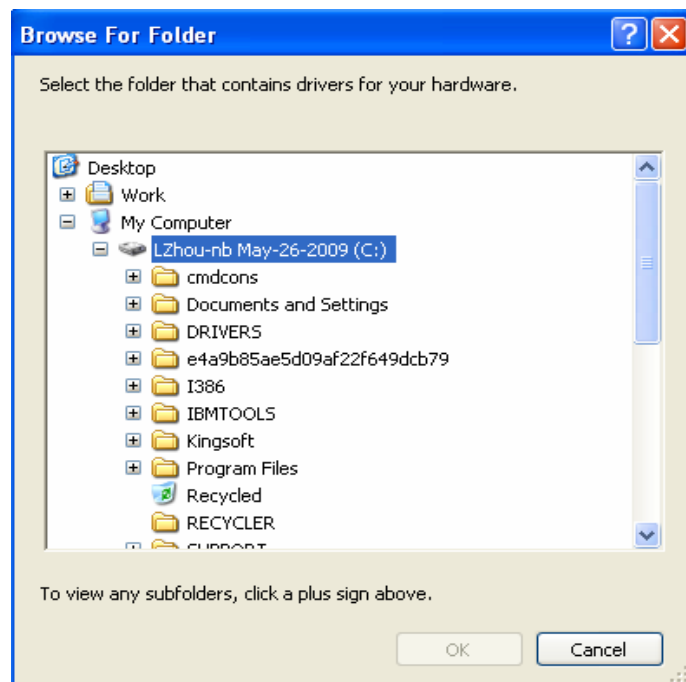 Browse For Folder
Select the folder that contains drivers for your hardware.
Desktop
Work
My Computer
LZhou-nb May-26-2009 (C:)
cmdcons
Documents and Settings
DRIVERS
e4a9b85ae5d09af22f649dcb79
I386
IBMTOOLS
Kingsoft
Program Files
Recycled
RECYCLER
SUPPORT
To view any subfolders, click a plus sign above.
OK Cancel